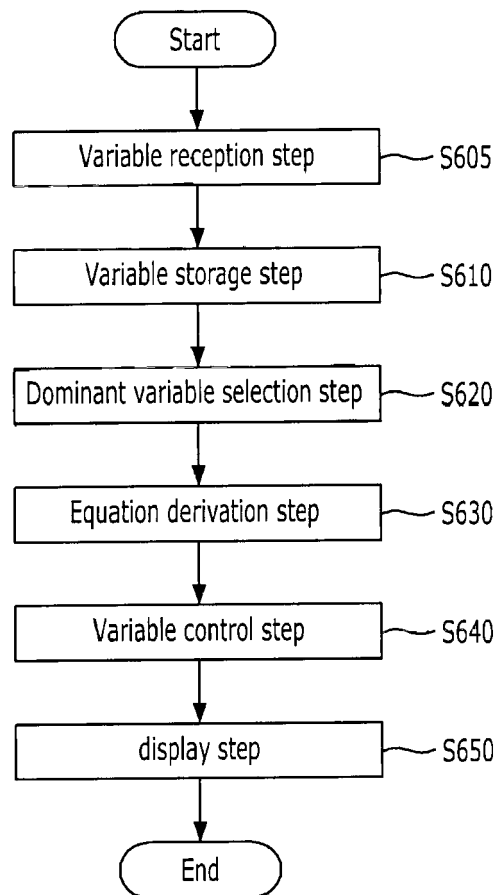 Start
Variable reception step S605
Variable storage step S610
Dominant variable selection step S620
Equation derivation step S630
Variable control step S640
display step S650
End